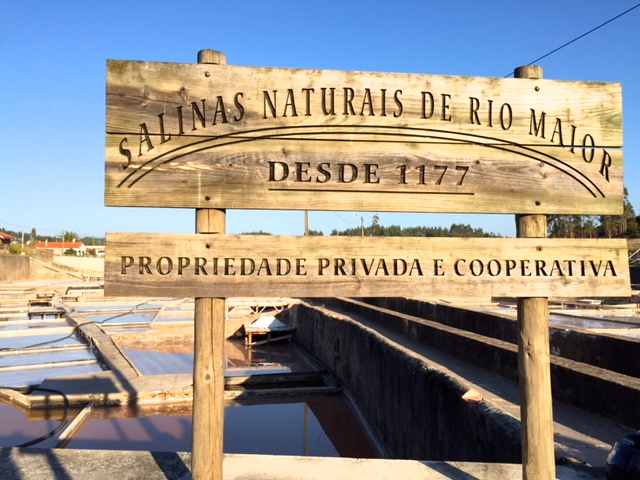 SALINAS NATURAIS DE RIO MAIOR
DESDE 1177
PROPRIEDADE PRIVADA E COOPERATIVA